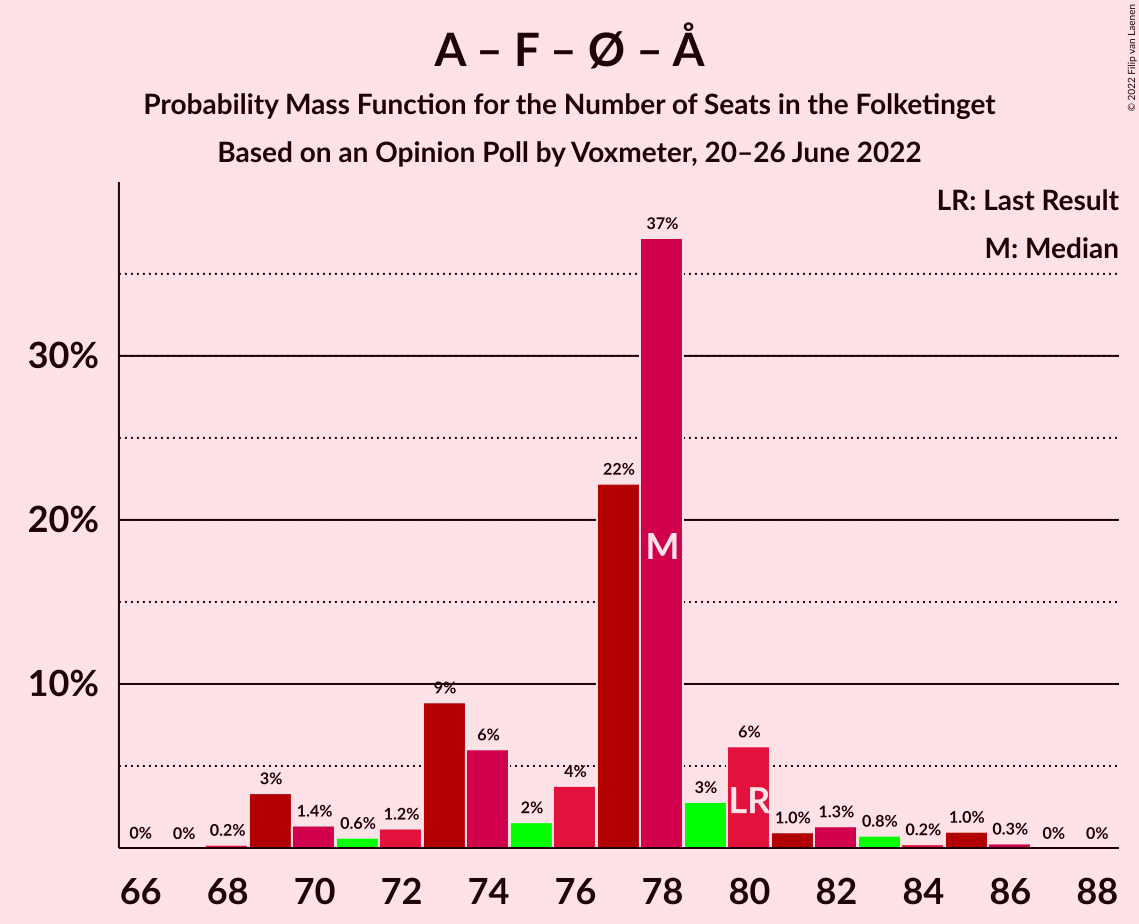 A – F – Ø – Å
Probability Mass Function for the Number of Seats in the Folketinget
Based on an Opinion Poll by Voxmeter, 20–26 June 2022
© 2022 Filip van Laenen
LR: Last Result
M: Median
30%
20%
10%
0%
0%
0.2%
3%
1.4%
0.6%
1.2%
9%
6%
2%
4%
22%
37%
M
3%
6%
LR
1.0%
1.3%
0.8%
0.2%
1.0%
0.3%
0%
0%
66 68 70 72 74 76 78 80 82 84 86 88